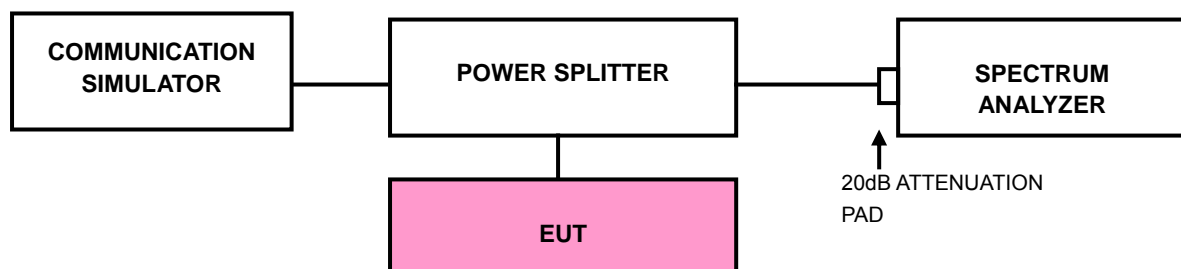 COMMUNICATION
SIMULATOR
POWER SPLITTER
SPECTRUM
ANALYZER
20dB ATTENUATION
PAD
EUT